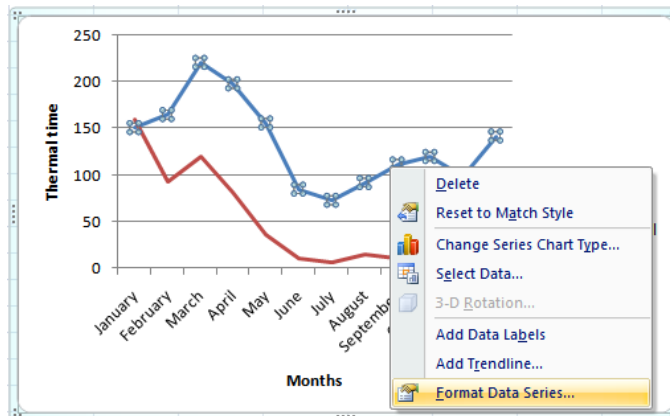 250
200
150
100
50
0
Thermal time
January
February
March
April
May
June
July
August
Months
Delete
Reset to Match Style
Change Series Chart Type...
Select Data...
3-D Rotation...
Add Data Labels
Add Trendline...
Format Data Series...